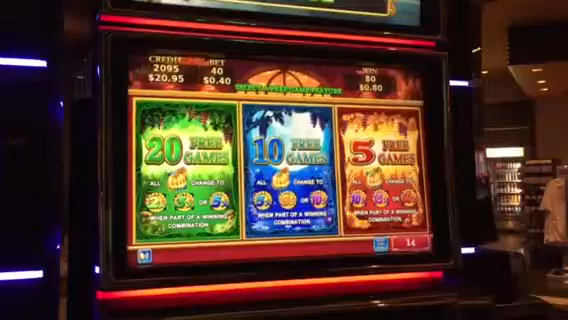 CREDIT
2095
$20.95
BET
40
$0.40
WIN
80
$0.80
SELECT A FREE GAME FEATURE
20 FREE GAMES
ALL CHANGE TO
OR
WHEN PART OF A WINNING
COMBINATION.
10 FREE GAMES
ALL CHANGE TO
OR
WHEN PART OF A WINNING
COMBINATION.
5 FREE GAMES
ALL CHANGE TO
OR
WHEN PART OF A WINNING
COMBINATION.
1¢